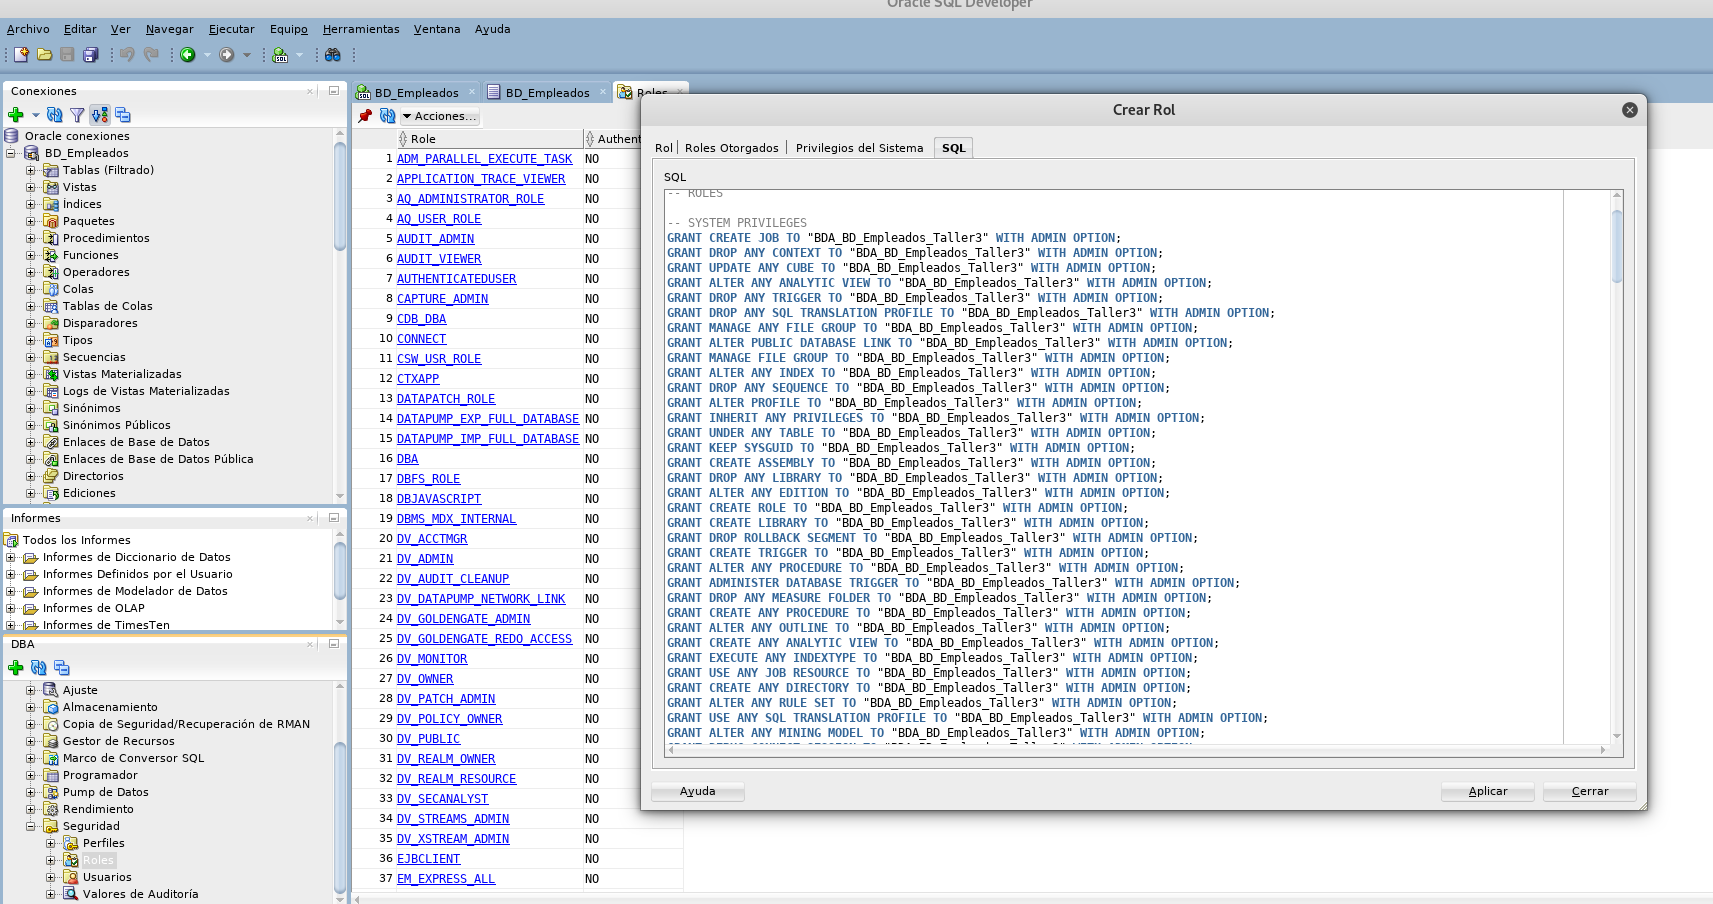 Oracle SQL Developer
Archivo Editar Ver Navegar Ejecutar Equipo Herramientas Ventana Ayuda
Conexiones
Oracle conexiones
BD_Empleados
Tablas (Filtrado)
Vistas
Índices
Paquetes
Procedimientos
Funciones
Operadores
Colas
Tablas de Colas
Disparadores
Tipos
Secuencias
Vistas Materializadas
Logs de Vistas Materializadas
Sinónimos
Sinónimos Públicos
Enlaces de Base de Datos
Enlaces de Base de Datos Pública
Directorios
Ediciones
Informes
Todos los Informes
Informes de Diccionario de Datos
Informes Definidos por el Usuario
Informes de Modelador de Datos
Informes de OLAP
Informes de TimesTen
DBA
Ajuste
Almacenamiento
Copia de Seguridad/Recuperación de RMAN
Gestor de Recursos
Marco de Conversor SQL
Programador
Pump de Datos
Rendimiento
Seguridad
Perfiles
Roles
Usuarios
Valores de Auditoría
BD_Empleados BD_Empleados Roles
Acciones...
Role Authent
1 ADM_PARALLEL_EXECUTE_TASK NO
2 APPLICATION_TRACE_VIEWER NO
3 AQ_ADMINISTRATOR_ROLE NO
4 AQ_USER_ROLE NO
5 AUDIT_ADMIN NO
6 AUDIT_VIEWER NO
7 AUTHENTICATEDUSER NO
8 CAPTURE_ADMIN NO
9 CDB_DBA NO
10 CONNECT NO
11 CSW_USR_ROLE NO
12 CTXAPP NO
13 DATAPATCH_ROLE NO
14 DATAPUMP_EXP_FULL_DATABASE NO
15 DATAPUMP_IMP_FULL_DATABASE NO
16 DBA NO
17 DBFS_ROLE NO
18 DBJAVASCRIPT NO
19 DBMS_MDX_INTERNAL NO
20 DV_ACCTMGR NO
21 DV_ADMIN NO
22 DV_AUDIT_CLEANUP NO
23 DV_DATAPUMP_NETWORK_LINK NO
24 DV_GOLDENGATE_ADMIN NO
25 DV_GOLDENGATE_REDO_ACCESS NO
26 DV_MONITOR NO
27 DV_OWNER NO
28 DV_PATCH_ADMIN NO
29 DV_POLICY_OWNER NO
30 DV_PUBLIC NO
31 DV_REALM_OWNER NO
32 DV_REALM_RESOURCE NO
33 DV_SECANALYST NO
34 DV_STREAMS_ADMIN NO
35 DV_XSTREAM_ADMIN NO
36 EJBCLIENT NO
37 EM_EXPRESS_ALL NO
Crear Rol
Rol Roles Otorgados Privilegios del Sistema SQL
SQL
-- ROLES
-- SYSTEM PRIVILEGES
GRANT CREATE JOB TO "BDA_BD_Empleados_Taller3" WITH ADMIN OPTION;
GRANT DROP ANY CONTEXT TO "BDA_BD_Empleados_Taller3" WITH ADMIN OPTION;
GRANT UPDATE ANY CUBE TO "BDA_BD_Empleados_Taller3" WITH ADMIN OPTION;
GRANT ALTER ANY ANALYTIC VIEW TO "BDA_BD_Empleados_Taller3" WITH ADMIN OPTION;
GRANT DROP ANY TRIGGER TO "BDA_BD_Empleados_Taller3" WITH ADMIN OPTION;
GRANT DROP ANY SQL TRANSLATION PROFILE TO "BDA_BD_Empleados_Taller3" WITH ADMIN OPTION;
GRANT MANAGE ANY FILE GROUP TO "BDA_BD_Empleados_Taller3" WITH ADMIN OPTION;
GRANT ALTER PUBLIC DATABASE LINK TO "BDA_BD_Empleados_Taller3" WITH ADMIN OPTION;
GRANT MANAGE FILE GROUP TO "BDA_BD_Empleados_Taller3" WITH ADMIN OPTION;
GRANT ALTER ANY INDEX TO "BDA_BD_Empleados_Taller3" WITH ADMIN OPTION;
GRANT DROP ANY SEQUENCE TO "BDA_BD_Empleados_Taller3" WITH ADMIN OPTION;
GRANT ALTER PROFILE TO "BDA_BD_Empleados_Taller3" WITH ADMIN OPTION;
GRANT INHERIT ANY PRIVILEGES TO "BDA_BD_Empleados_Taller3" WITH ADMIN OPTION;
GRANT UNDER ANY TABLE TO "BDA_BD_Empleados_Taller3" WITH ADMIN OPTION;
GRANT KEEP SYSGUID TO "BDA_BD_Empleados_Taller3" WITH ADMIN OPTION;
GRANT CREATE ASSEMBLY TO "BDA_BD_Empleados_Taller3" WITH ADMIN OPTION;
GRANT DROP ANY LIBRARY TO "BDA_BD_Empleados_Taller3" WITH ADMIN OPTION;
GRANT ALTER ANY EDITION TO "BDA_BD_Empleados_Taller3" WITH ADMIN OPTION;
GRANT CREATE ROLE TO "BDA_BD_Empleados_Taller3" WITH ADMIN OPTION;
GRANT CREATE LIBRARY TO "BDA_BD_Empleados_Taller3" WITH ADMIN OPTION;
GRANT DROP ROLLBACK SEGMENT TO "BDA_BD_Empleados_Taller3" WITH ADMIN OPTION;
GRANT CREATE TRIGGER TO "BDA_BD_Empleados_Taller3" WITH ADMIN OPTION;
GRANT ALTER ANY PROCEDURE TO "BDA_BD_Empleados_Taller3" WITH ADMIN OPTION;
GRANT ADMINISTER DATABASE TRIGGER TO "BDA_BD_Empleados_Taller3" WITH ADMIN OPTION;
GRANT DROP ANY MEASURE FOLDER TO "BDA_BD_Empleados_Taller3" WITH ADMIN OPTION;
GRANT CREATE ANY PROCEDURE TO "BDA_BD_Empleados_Taller3" WITH ADMIN OPTION;
GRANT ALTER ANY OUTLINE TO "BDA_BD_Empleados_Taller3" WITH ADMIN OPTION;
GRANT CREATE ANY ANALYTIC VIEW TO "BDA_BD_Empleados_Taller3" WITH ADMIN OPTION;
GRANT EXECUTE ANY INDEXTYPE TO "BDA_BD_Empleados_Taller3" WITH ADMIN OPTION;
GRANT USE ANY JOB RESOURCE TO "BDA_BD_Empleados_Taller3" WITH ADMIN OPTION;
GRANT CREATE ANY DIRECTORY TO "BDA_BD_Empleados_Taller3" WITH ADMIN OPTION;
GRANT ALTER ANY RULE SET TO "BDA_BD_Empleados_Taller3" WITH ADMIN OPTION;
GRANT USE ANY SQL TRANSLATION PROFILE TO "BDA_BD_Empleados_Taller3" WITH ADMIN OPTION;
GRANT ALTER ANY MINING MODEL TO "BDA_BD_Empleados_Taller3" WITH ADMIN OPTION;
GRANT DEBUG CONNECT SESSION TO "BDA_BD_Empleados_Taller3" WITH ADMIN OPTION;
Ayuda Aplicar Cerrar